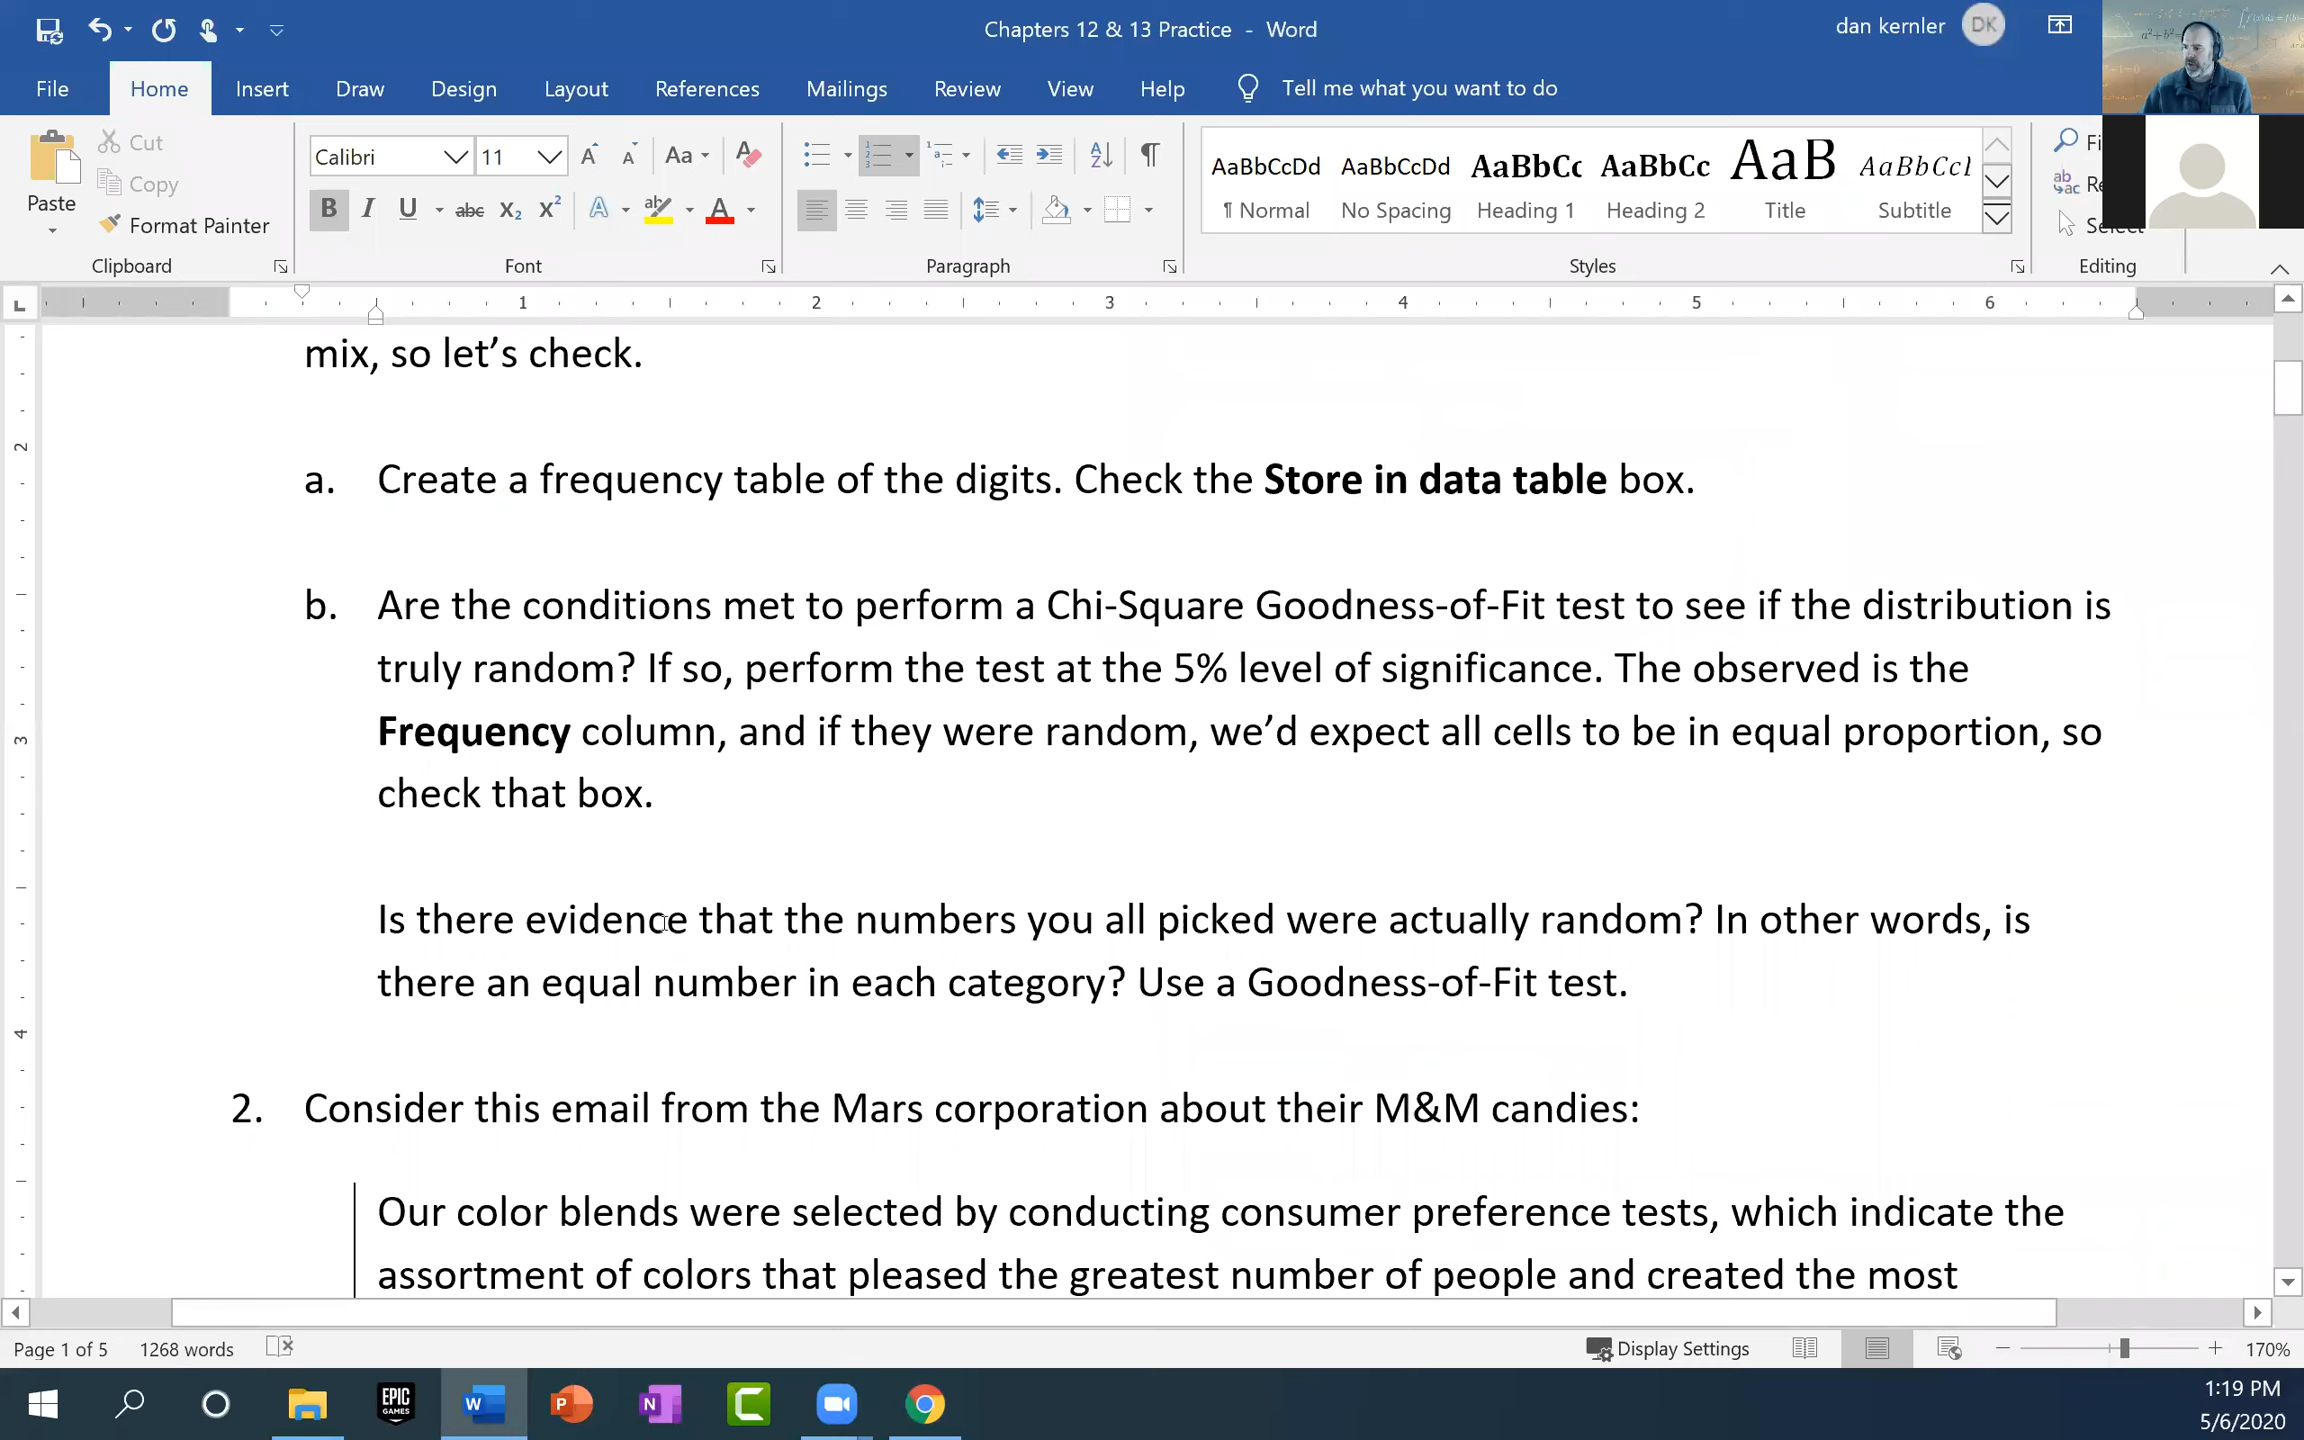 Chapters 12 & 13 Practice - Word
dan kernler DK
File Home Insert Draw Design Layout References Mailings Review View Help Tell me what you want to do
Paste
Cut
Copy
Format Painter
Clipboard
Calibri 11
Font
Paragraph
AaBbCcDd AaBbCcDd AaBbCc AaBbCc AaB AaBbCcD
¶ Normal No Spacing Heading 1 Heading 2 Title Subtitle
Styles
Select
Editing
1 2 3 4 5 6
mix, so let’s check.
a. Create a frequency table of the digits. Check the Store in data table box.
b. Are the conditions met to perform a Chi-Square Goodness-of-Fit test to see if the distribution is
truly random? If so, perform the test at the 5% level of significance. The observed is the
Frequency column, and if they were random, we’d expect all cells to be in equal proportion, so
check that box.
Is there evidence that the numbers you all picked were actually random? In other words, is
there an equal number in each category? Use a Goodness-of-Fit test.
2. Consider this email from the Mars corporation about their M&M candies:
Our color blends were selected by conducting consumer preference tests, which indicate the
assortment of colors that pleased the greatest number of people and created the most
Page 1 of 5 1268 words Display Settings 170%
EPIC GAMES
1:19 PM
5/6/2020